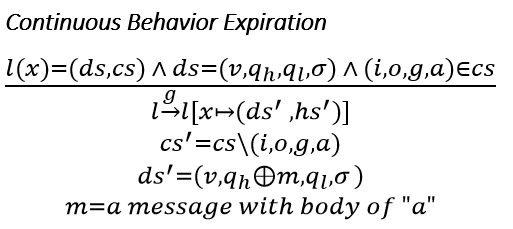 Continuous Behavior Expiration
l(x)=(ds,cs) ∧ ds=(v,qₕ,qₗ,σ) ∧ (i,o,g,a)∈cs
l →ᵍ l[x↦(ds′ ,hs′)]
cs′=cs\(i,o,g,a)
ds′=(v,qₕ⊕m,qₗ,σ )
m=a message with body of "a"